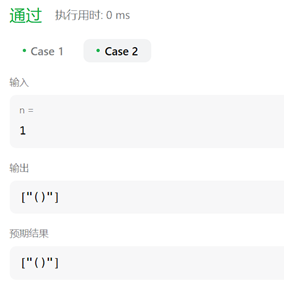 通过 执行用时: 0 ms
• Case 1 • Case 2
输入
n =
1
输出
["()"]
预期结果
["()"]